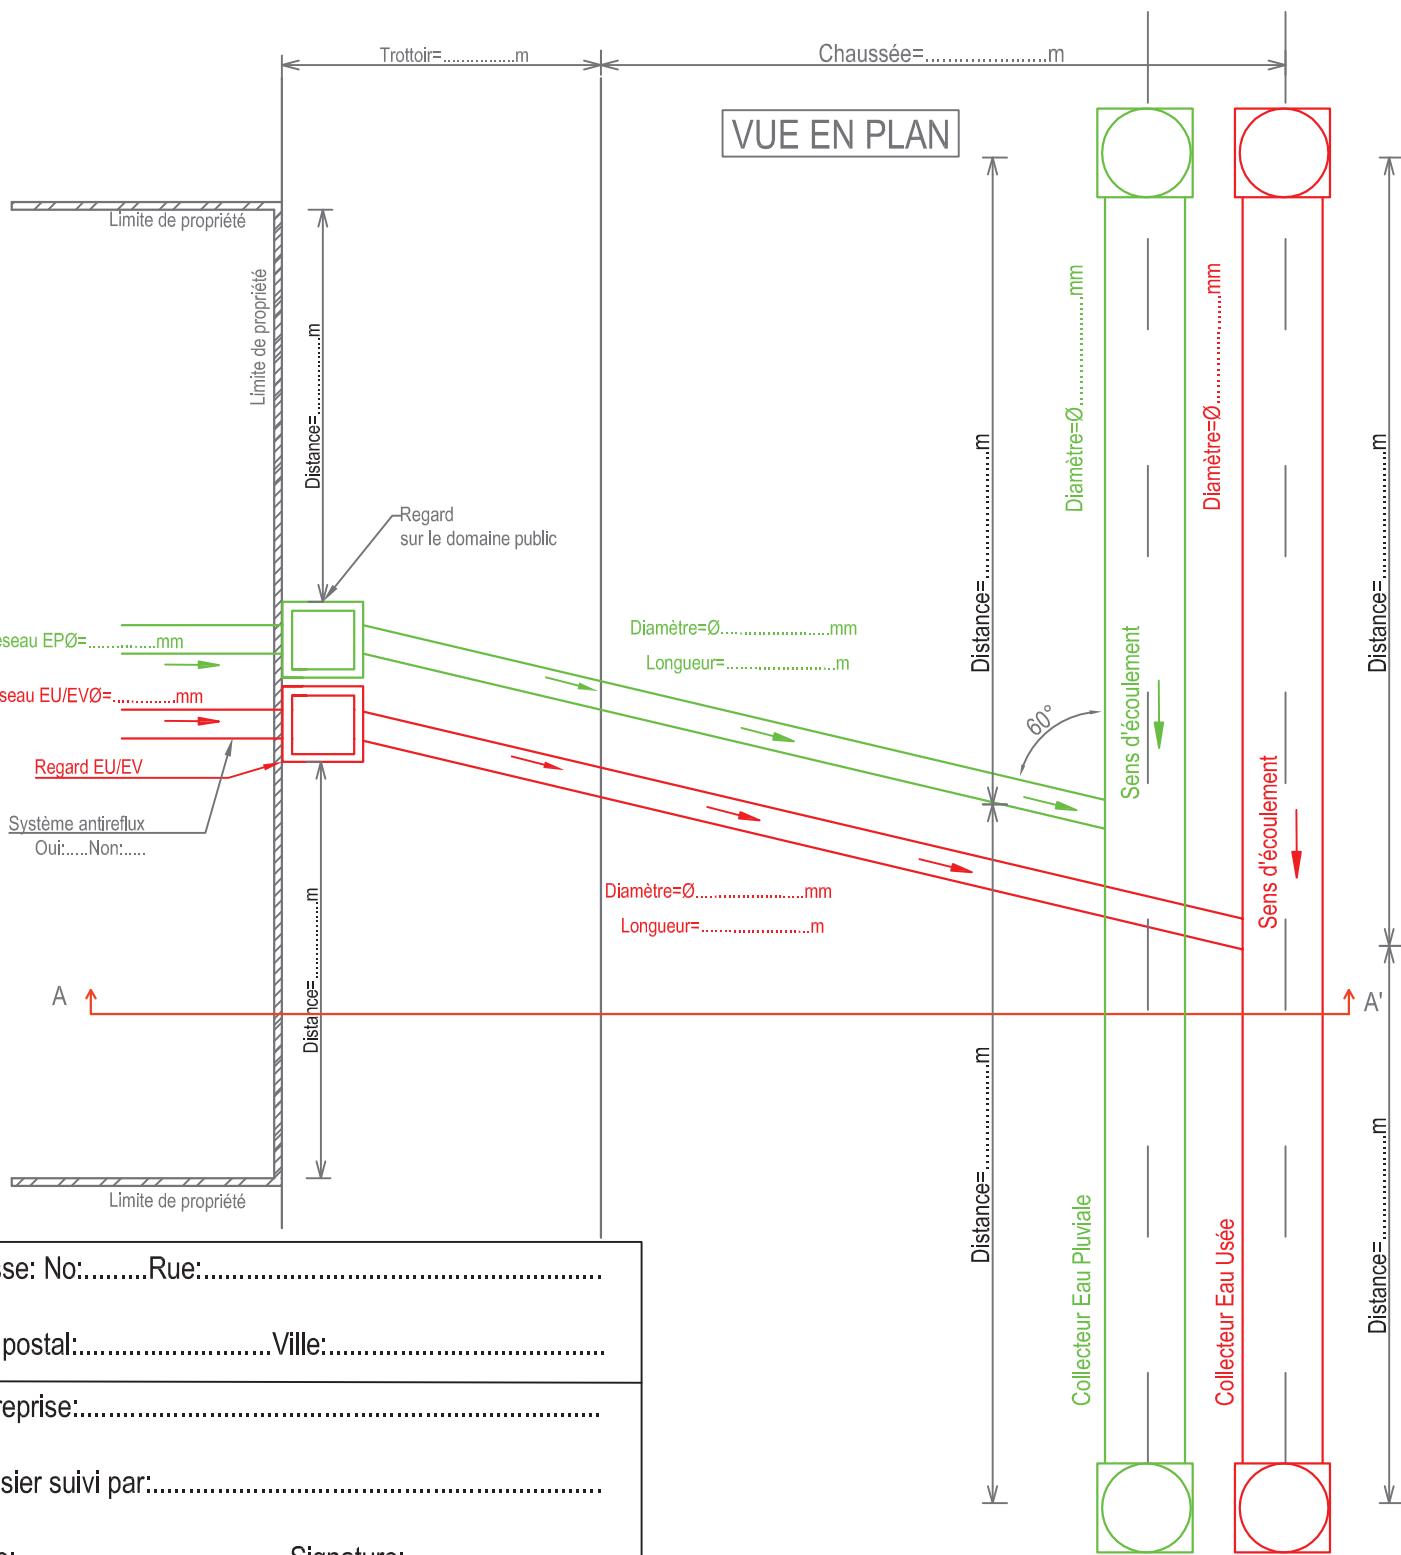 Trottoir=................m
Chaussée=......................m
VUE EN PLAN
Limite de propriété
Limite de propriété
Distance=....................m
Regard
sur le domaine public
Diamètre=Ø........................mm
Diamètre=Ø........................mm
Distance=........................m
Distance=........................m
seau EPØ=...............mm
Diamètre=Ø........................mm
Longueur=........................m
seau EU/EVØ=..............mm
60°
Sens d'écoulement
Sens d'écoulement
Regard EU/EV
Système antireflux
Oui:.....Non:.....
Diamètre=Ø........................mm
Longueur=........................m
Distance=....................m
A
A'
Distance=........................m
Distance=........................m
Limite de propriété
Collecteur Eau Pluviale
Collecteur Eau Usée
sse: No:.........Rue:........................................................
postal:...........................Ville:.......................................
reprise:..........................................................................
sier suivi par:...............................................................
Signature: